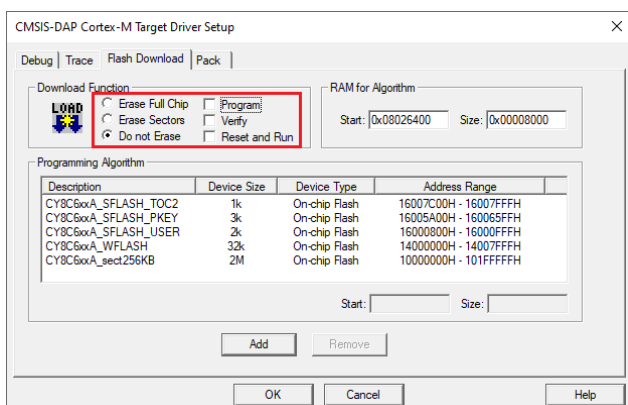 CMSIS-DAP Cortex-M Target Driver Setup
Debug Trace Flash Download Pack
Download Function
LOAD
Erase Full Chip Program
Erase Sectors Verify
Do not Erase Reset and Run
RAM for Algorithm
Start: 0x08026400 Size: 0x00008000
Programming Algorithm
Description Device Size Device Type Address Range
CY8C6xxA_SFLASH_TOC2 1k On-chip Flash 16007C00H - 16007FFFH
CY8C6xxA_SFLASH_PKEY 3k On-chip Flash 16005A00H - 160065FFH
CY8C6xxA_SFLASH_USER 2k On-chip Flash 16000800H - 16000FFFH
CY8C6xxA_WFLASH 32k On-chip Flash 14000000H - 14007FFFH
CY8C6xxA_sect256KB 2M On-chip Flash 10000000H - 101FFFFFH
Start: Size:
Add Remove
OK Cancel Help